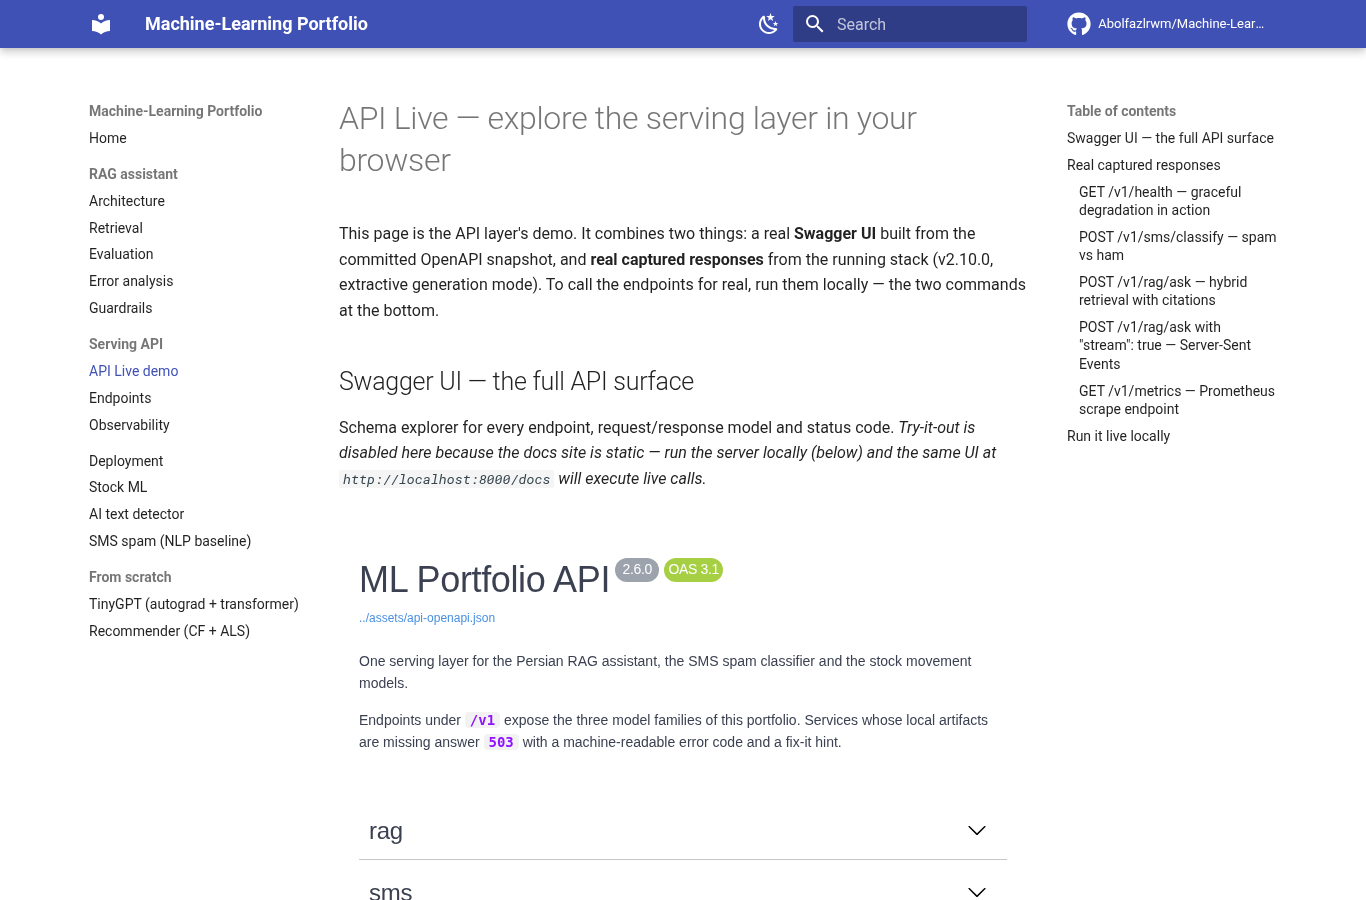 Machine-Learning Portfolio
Search
Abolfazlrwm/Machine-Lear…
Machine-Learning Portfolio
Home
RAG assistant
Architecture
Retrieval
Evaluation
Error analysis
Guardrails
Serving API
API Live demo
Endpoints
Observability
Deployment
Stock ML
AI text detector
SMS spam (NLP baseline)
From scratch
TinyGPT (autograd + transformer)
Recommender (CF + ALS)
API Live — explore the serving layer in your
browser
This page is the API layer's demo. It combines two things: a real Swagger UI built from the
committed OpenAPI snapshot, and real captured responses from the running stack (v2.10.0,
extractive generation mode). To call the endpoints for real, run them locally — the two commands
at the bottom.
Swagger UI — the full API surface
Schema explorer for every endpoint, request/response model and status code. Try-it-out is
disabled here because the docs site is static — run the server locally (below) and the same UI at
http://localhost:8000/docs will execute live calls.
ML Portfolio API 2.6.0 OAS 3.1
../assets/api-openapi.json
One serving layer for the Persian RAG assistant, the SMS spam classifier and the stock movement
models.
Endpoints under /v1 expose the three model families of this portfolio. Services whose local artifacts
are missing answer 503 with a machine-readable error code and a fix-it hint.
rag
sms
Table of contents
Swagger UI — the full API surface
Real captured responses
GET /v1/health — graceful
degradation in action
POST /v1/sms/classify — spam
vs ham
POST /v1/rag/ask — hybrid
retrieval with citations
POST /v1/rag/ask with
"stream": true — Server-Sent
Events
GET /v1/metrics — Prometheus
scrape endpoint
Run it live locally